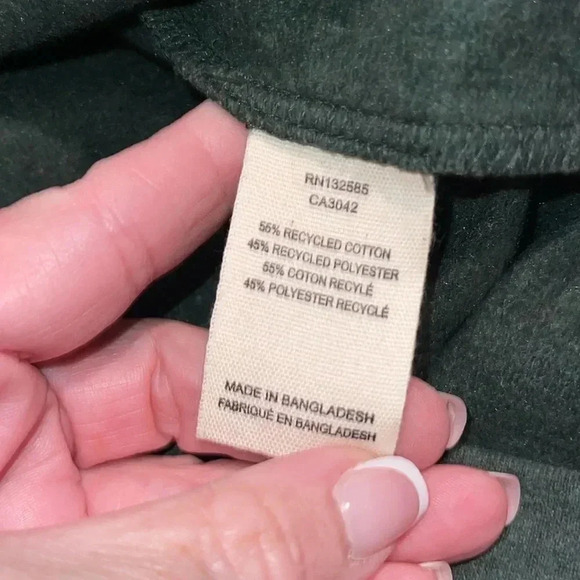 RN132585
CA3042
55% RECYCLED COTTON
45% RECYCLED POLYESTER
55% COTON RECYLÉ
45% POLYESTER RECYCLÉ
MADE IN BANGLADESH
FABRIQUÉ EN BANGLADESH